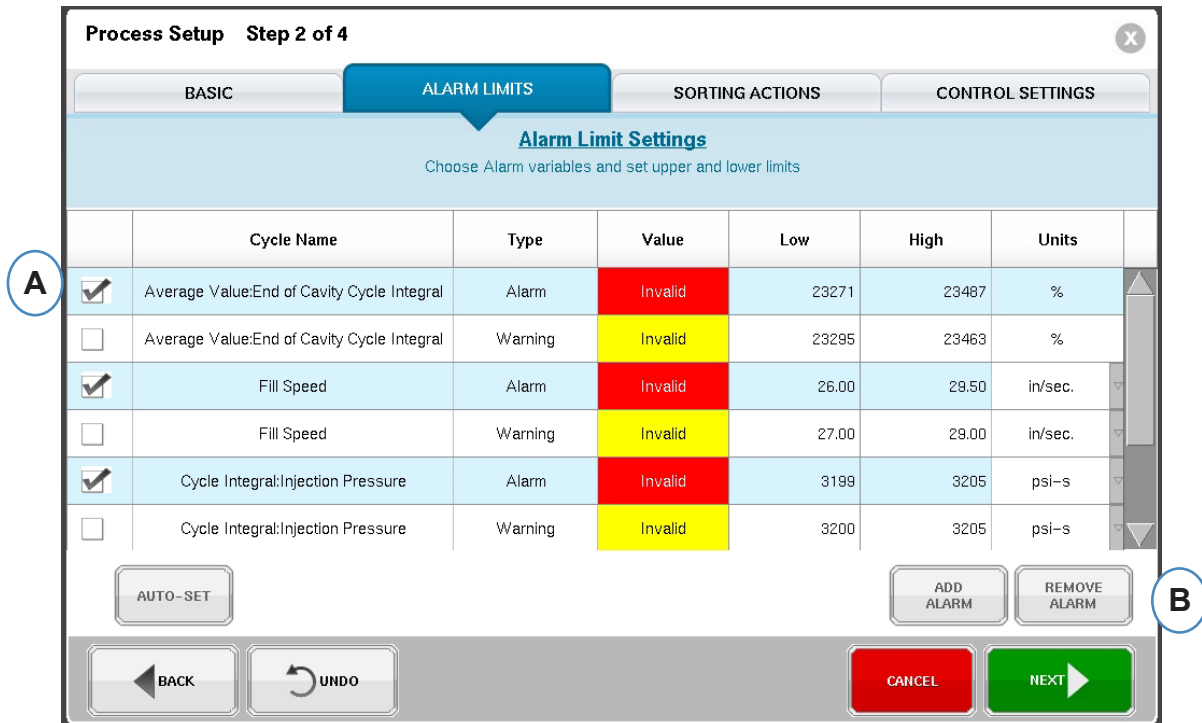 Process Setup Step 2 of 4
X
BASIC ALARM LIMITS SORTING ACTIONS CONTROL SETTINGS
Alarm Limit Settings
Choose Alarm variables and set upper and lower limits
Cycle Name Type Value Low High Units
A
Average Value:End of Cavity Cycle Integral Alarm Invalid 23271 23487 %
Average Value:End of Cavity Cycle Integral Warning Invalid 23295 23463 %
Fill Speed Alarm Invalid 26.00 29.50 in/sec.
Fill Speed Warning Invalid 27.00 29.00 in/sec.
Cycle Integral:Injection Pressure Alarm Invalid 3199 3205 psi-s
Cycle Integral:Injection Pressure Warning Invalid 3200 3205 psi-s
AUTO-SET ADD ALARM REMOVE ALARM
B
BACK UNDO CANCEL NEXT